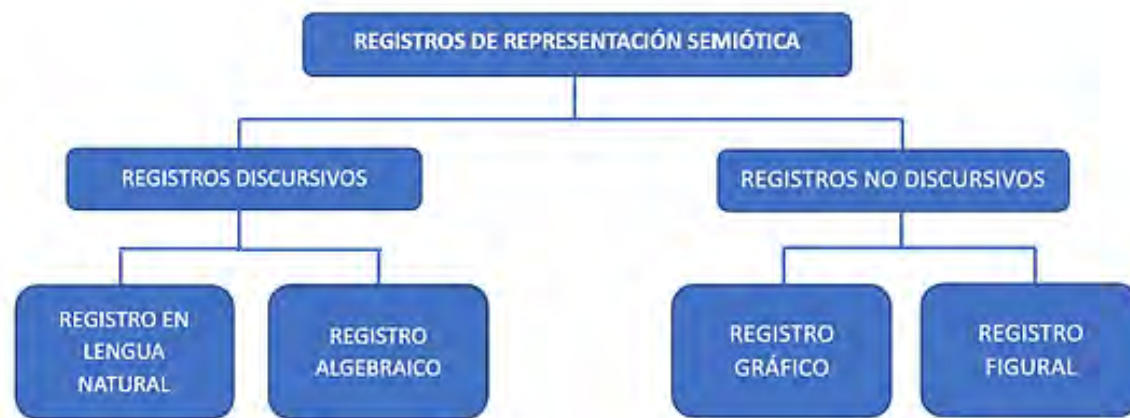 REGISTROS DE REPRESENTACIÓN SEMIÓTICA
REGISTROS DISCURSIVOS
REGISTROS NO DISCURSIVOS
REGISTRO EN
LENGUA
NATURAL
REGISTRO
ALGEBRAICO
REGISTRO
GRÁFICO
REGISTRO
FIGURAL